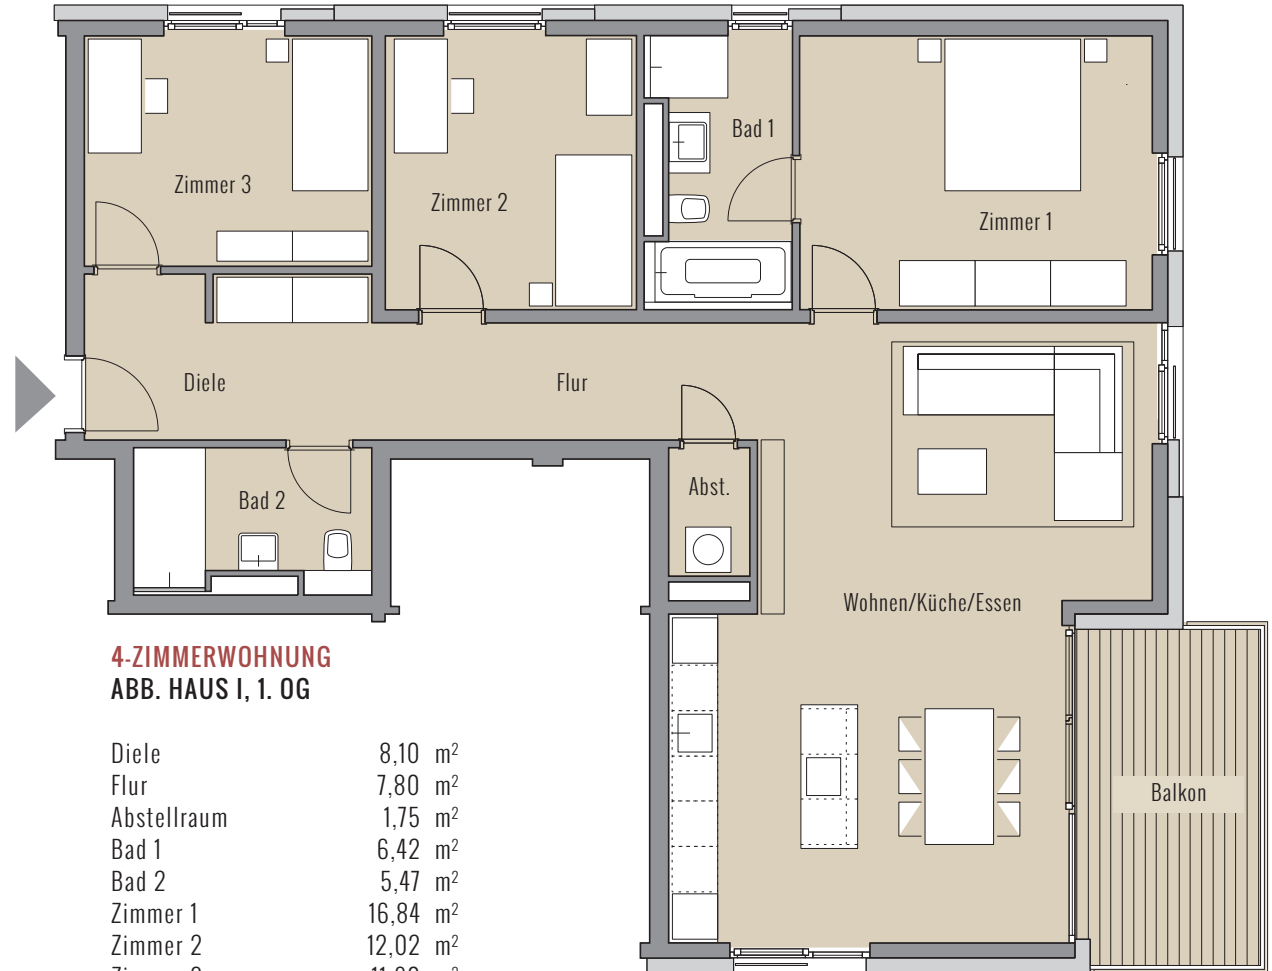 Zimmer 3
Zimmer 2
Bad 1
Zimmer 1
Diele
Flur
Bad 2
Abst.
Wohnen/Küche/Essen
Balkon
4-ZIMMERWOHNUNG
ABB. HAUS I, 1. OG
Diele 8,10 m²
Flur 7,80 m²
Abstellraum 1,75 m²
Bad 1 6,42 m²
Bad 2 5,47 m²
Zimmer 1 16,84 m²
Zimmer 2 12,02 m²